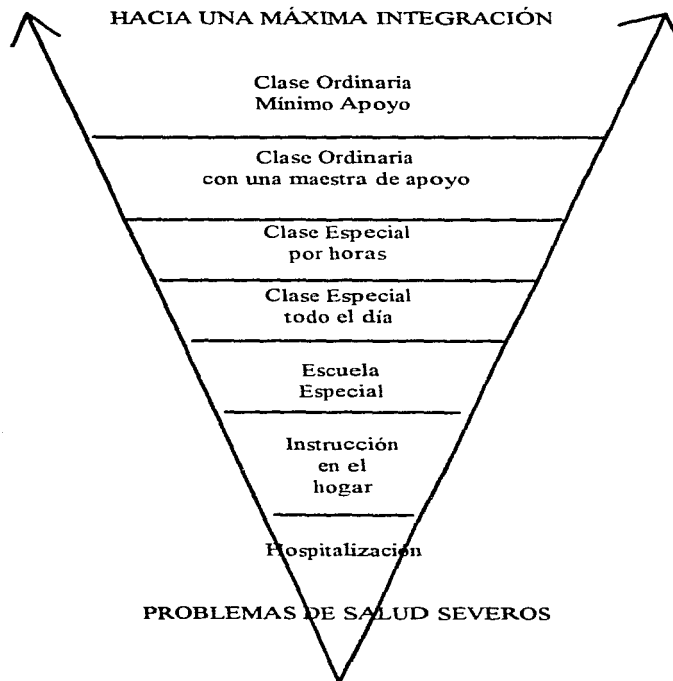 HACIA UNA MÁXIMA INTEGRACIÓN
Clase Ordinaria
Mínimo Apoyo
Clase Ordinaria
con una maestra de apoyo
Clase Especial
por horas
Clase Especial
todo el día
Escuela
Especial
Instrucción
en el
hogar
Hospitalización
PROBLEMAS DE SALUD SEVEROS